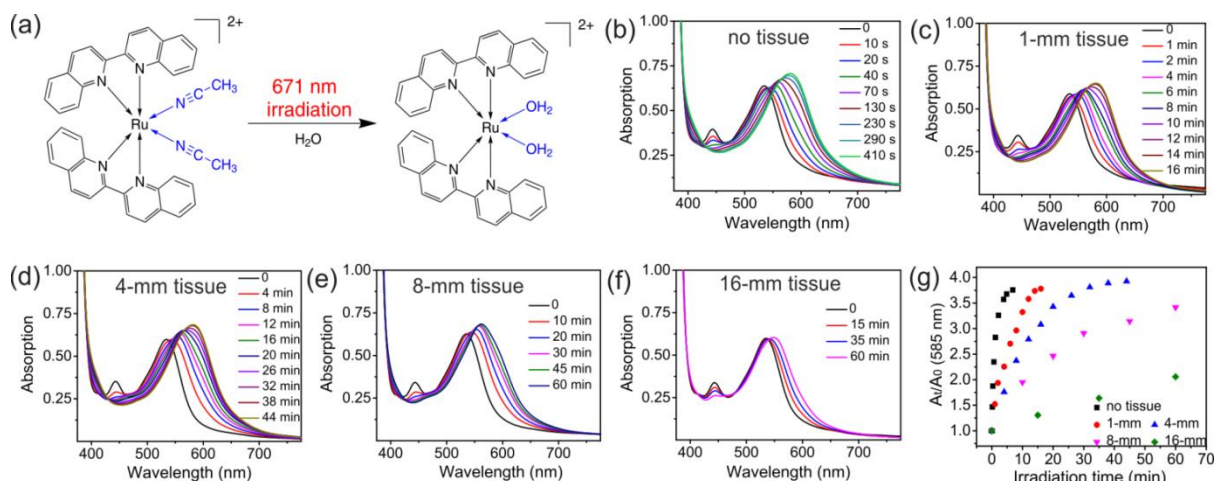 (a)
2+
N
N
N≡C
CH₃
Ru
N≡C
CH₃
N
N
671 nm
irradiation
H₂O
2+
N
N
OH₂
Ru
OH₂
N
N
(b)
no tissue
0
10 s
20 s
40 s
70 s
130 s
230 s
290 s
410 s
1.00
0.75
0.50
0.25
Absorption
400 500 600 700
Wavelength (nm)
(c)
1-mm tissue
0
1 min
2 min
4 min
6 min
8 min
10 min
12 min
14 min
16 min
1.00
0.75
0.50
0.25
Absorption
400 500 600 700
Wavelength (nm)
(d)
4-mm tissue
0
4 min
8 min
12 min
16 min
20 min
26 min
32 min
38 min
44 min
1.00
0.75
0.50
0.25
Absorption
400 500 600 700
Wavelength (nm)
(e)
8-mm tissue
0
10 min
20 min
30 min
45 min
60 min
1.00
0.75
0.50
0.25
Absorption
400 500 600 700
Wavelength (nm)
(f)
16-mm tissue
0
15 min
35 min
60 min
1.00
0.75
0.50
0.25
Absorption
400 500 600 700
Wavelength (nm)
(g)
4.0
3.5
3.0
2.5
2.0
1.5
1.0
At/A0 (585 nm)
no tissue
1-mm 4-mm
8-mm 16-mm
0 10 20 30 40 50 60 70
Irradiation time (min)